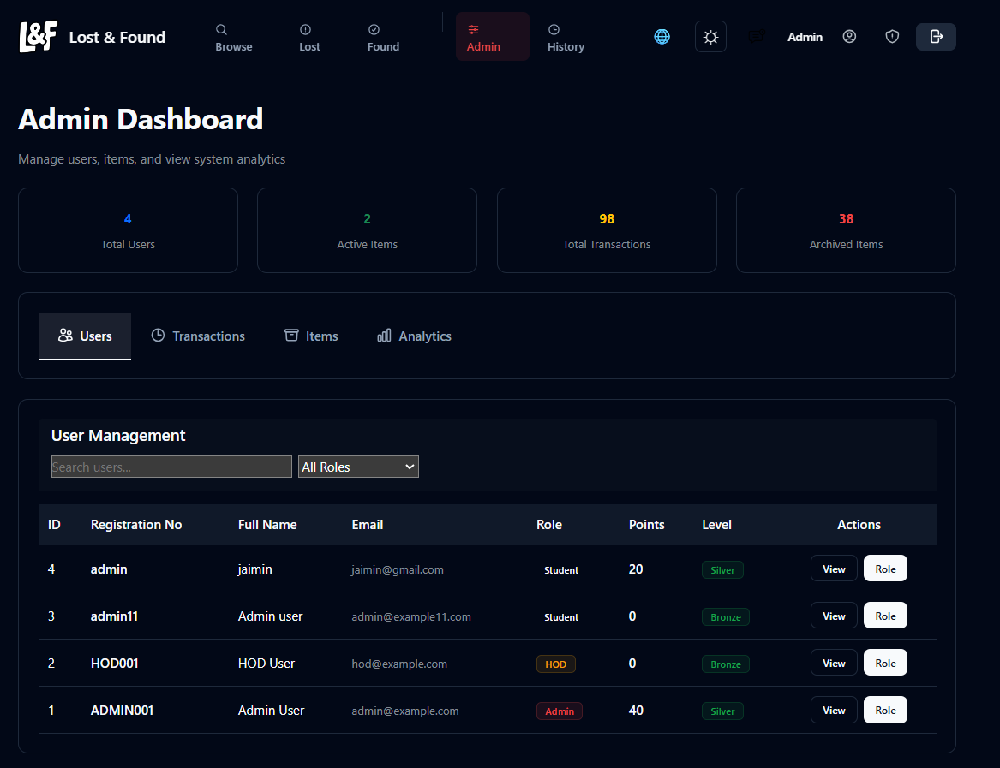 L&F Lost & Found Browse Lost Found Admin History Admin
Admin Dashboard
Manage users, items, and view system analytics
4 2 98 38
Total Users Active Items Total Transactions Archived Items
Users Transactions Items Analytics
User Management
Search users... All Roles
ID Registration No Full Name Email Role Points Level Actions
4 admin jaimin jaimin@gmail.com Student 20 Silver View Role
3 admin11 Admin user admin@example11.com Student 0 Bronze View Role
2 HOD001 HOD User hod@example.com HOD 0 Bronze View Role
1 ADMIN001 Admin User admin@example.com Admin 40 Silver View Role